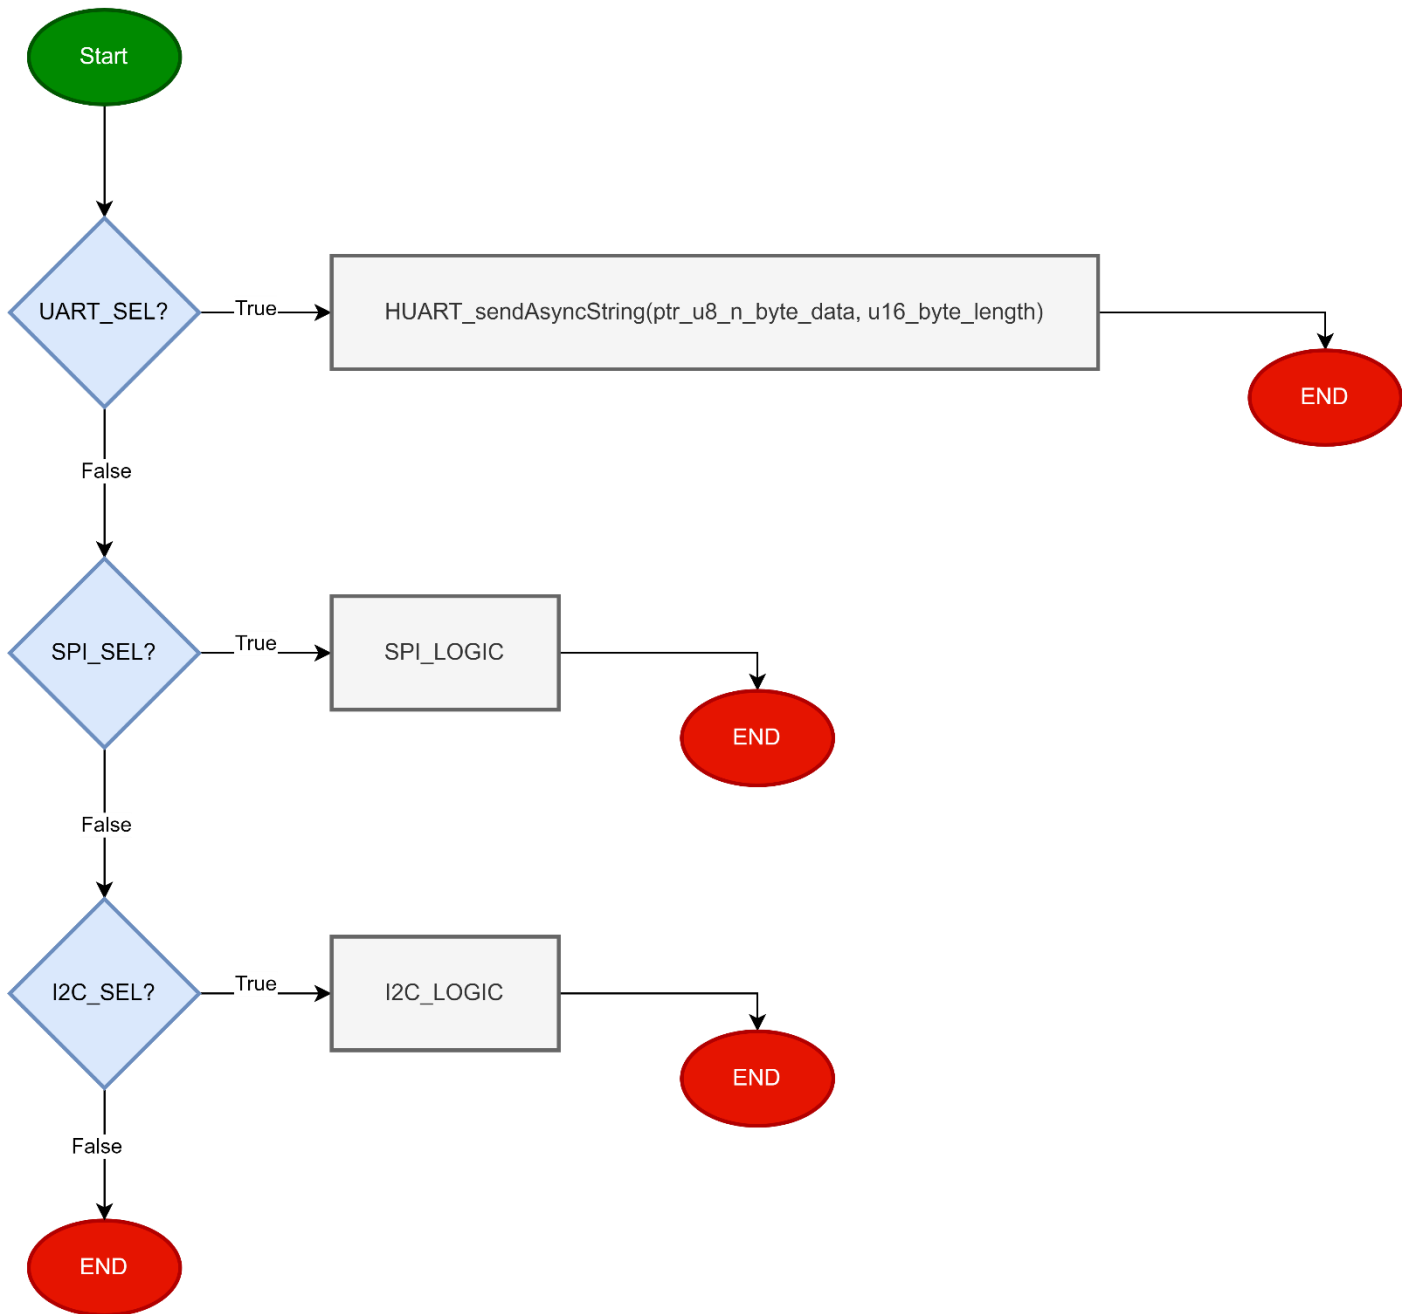 Start
UART_SEL?
True
HUART_sendAsyncString(ptr_u8_n_byte_data, u16_byte_length)
END
False
SPI_SEL?
True
SPI_LOGIC
END
False
I2C_SEL?
True
I2C_LOGIC
END
False
END